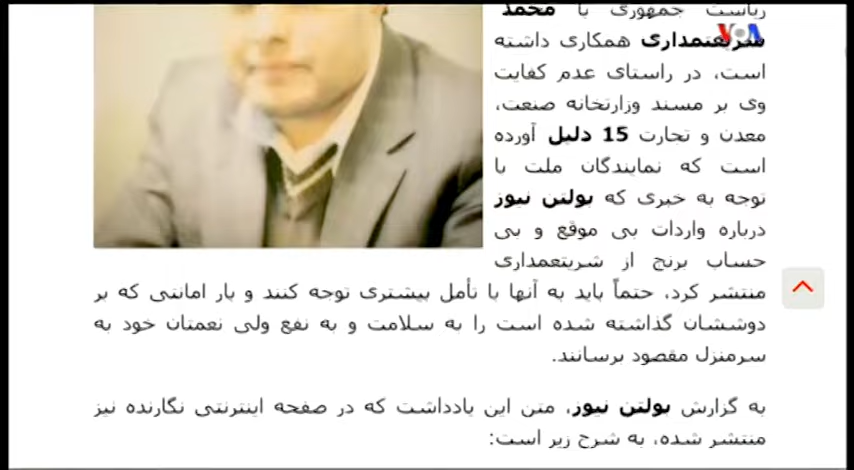 ریاست جمهوری با محمد
شریعتمداری همکاری داشته
است، در راستای عدم کفایت
وی بر مسند وزارتخانه صنعت،
معدن و تجارت 15 دلیل آورده
است که نمایندگان ملت با
توجه به خبری که بولتن نیوز
درباره واردات بی موقع و بی
حساب برنج از شریتعمداری
منتشر کرد، حتماً باید به آنها با تأمل بیشتری توجه کنند و بار امانتی که بر
دوششان گذاشته شده است را به سلامت و به نفع ولی نعمتان خود به
سرمنزل مقصود برسانند.
به گزارش بولتن نیوز، متن این یادداشت که در صفحه اینترنتی نگارنده نیز
منتشر شده، به شرح زیر است:
VOA